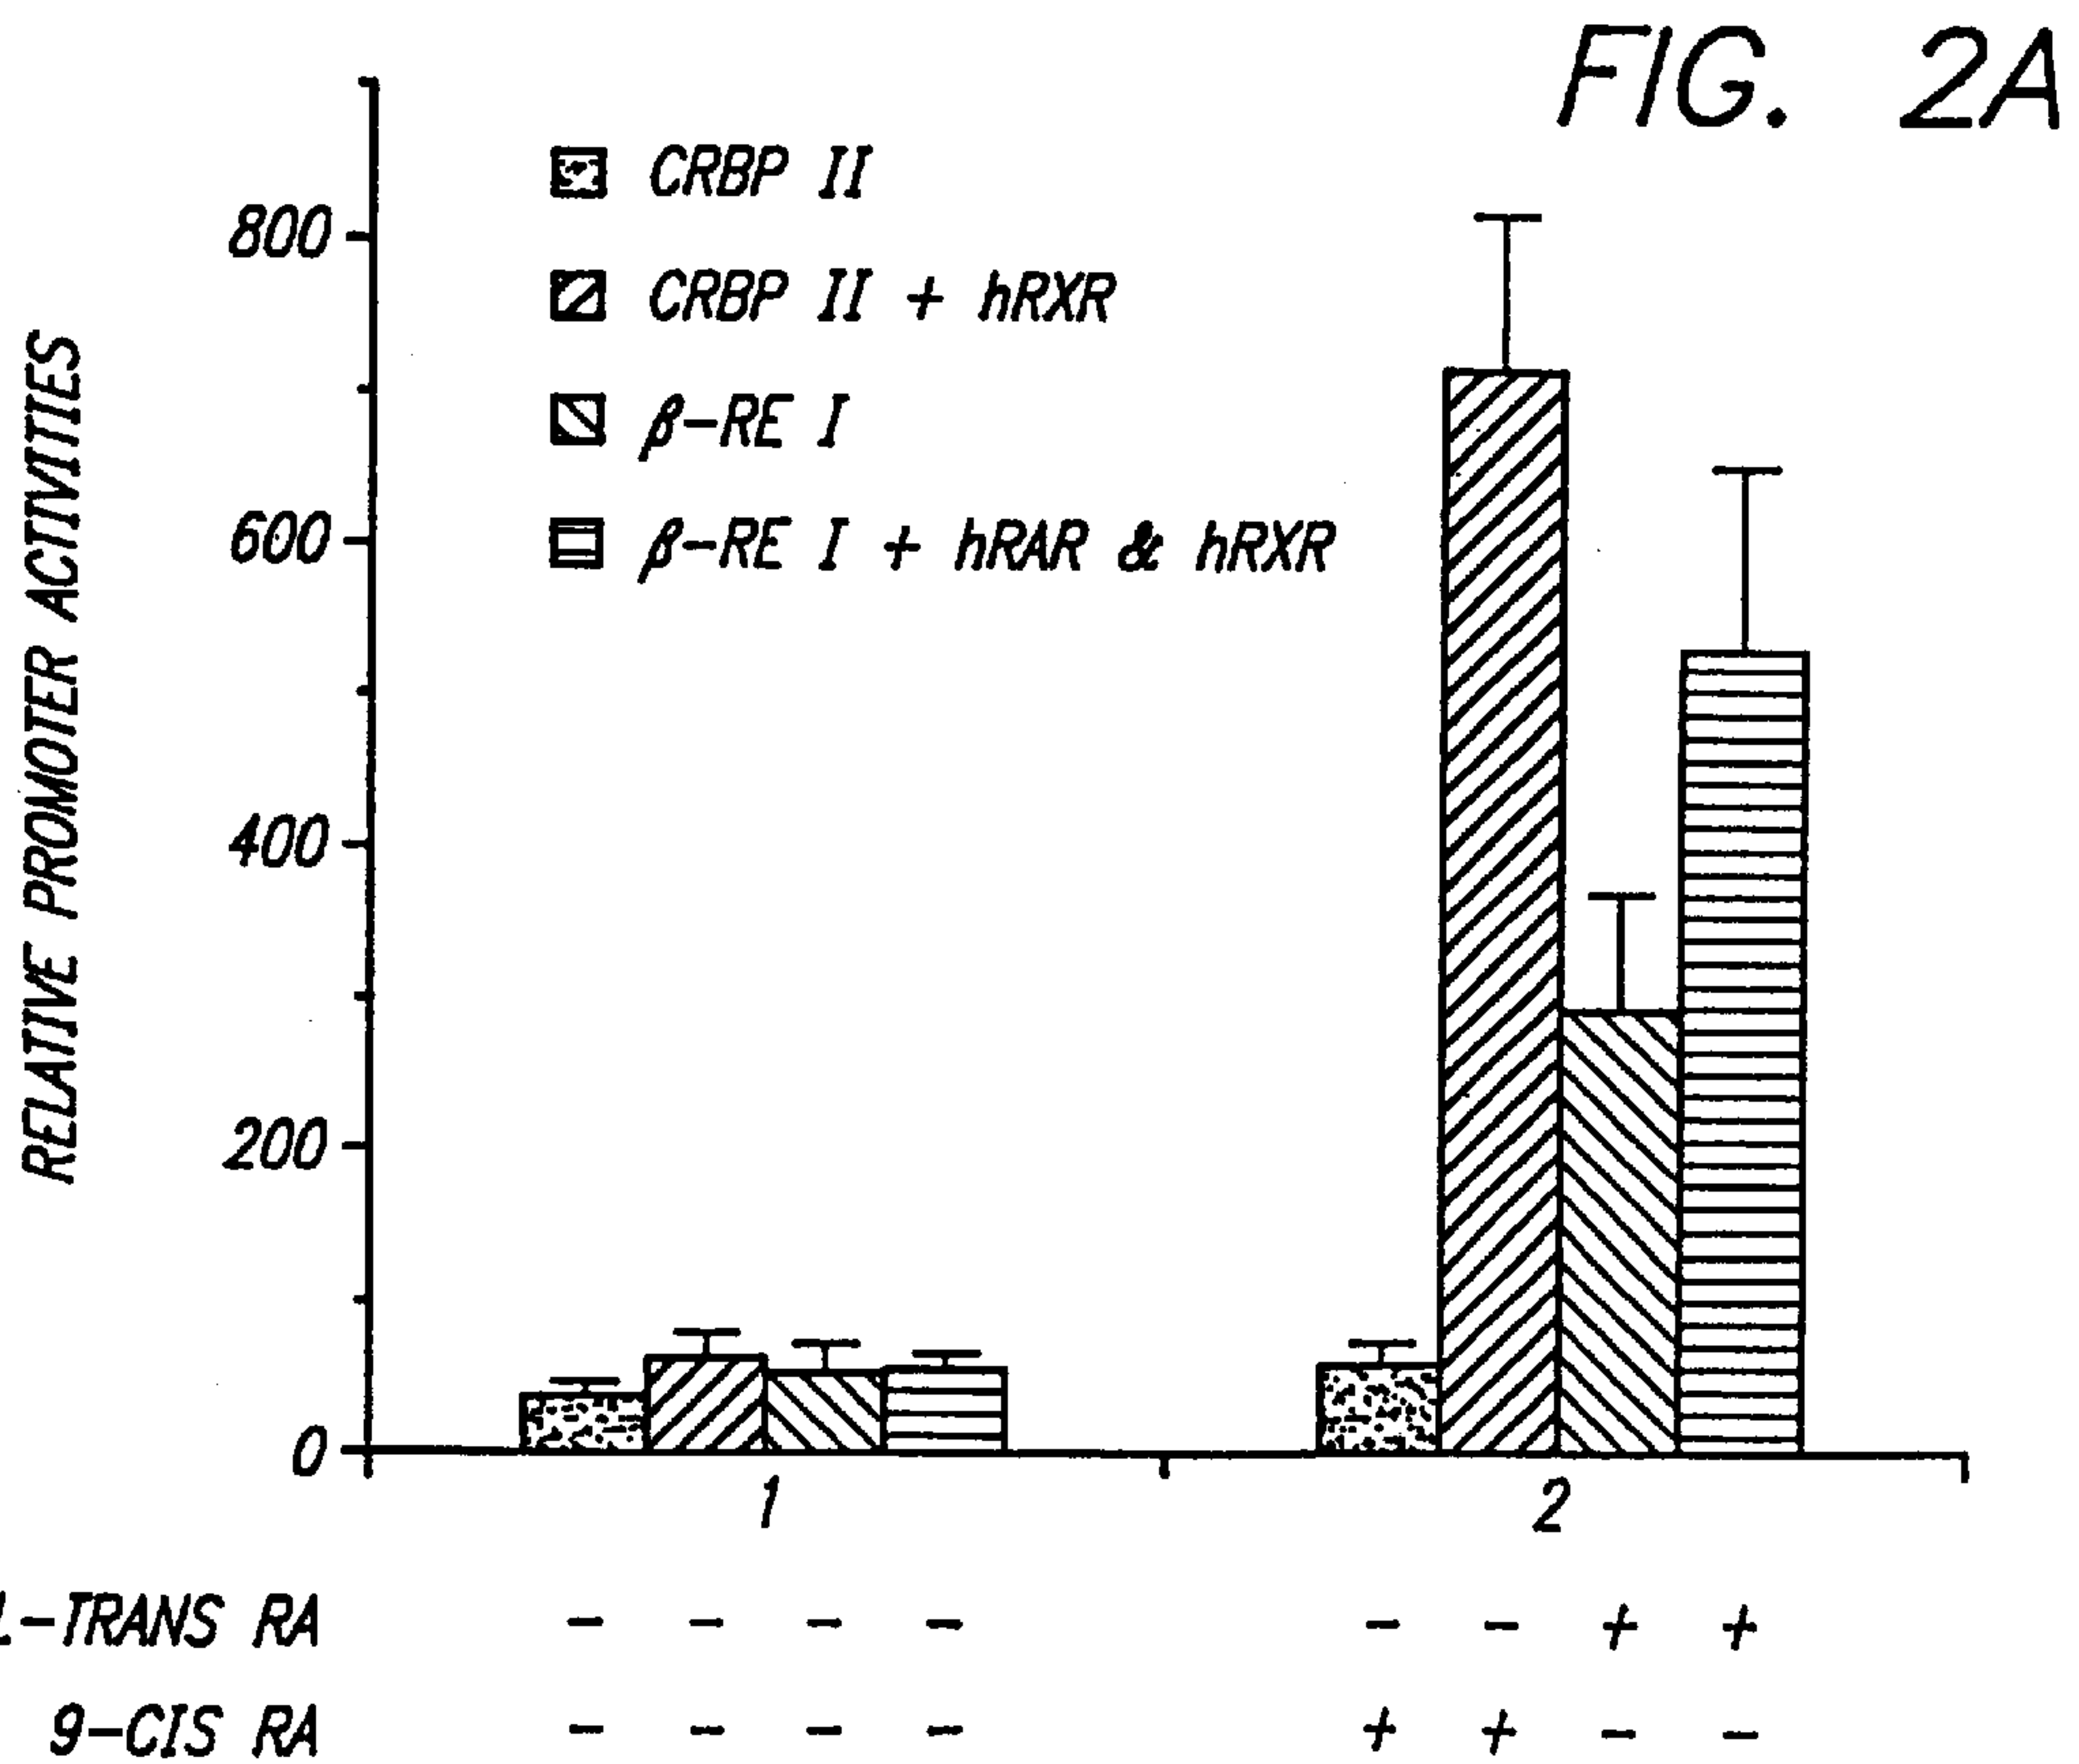 FIG. 2A
RELATIVE PROMOTER ACTIVITIES
800
600
400
200
0
CRBP II
CRBP II + hRXR
β-RE I
β-RE I + hRAR & hRXR
1 2
-TRANS RA - - - - - - + +
9-CIS RA - - - - + + - -